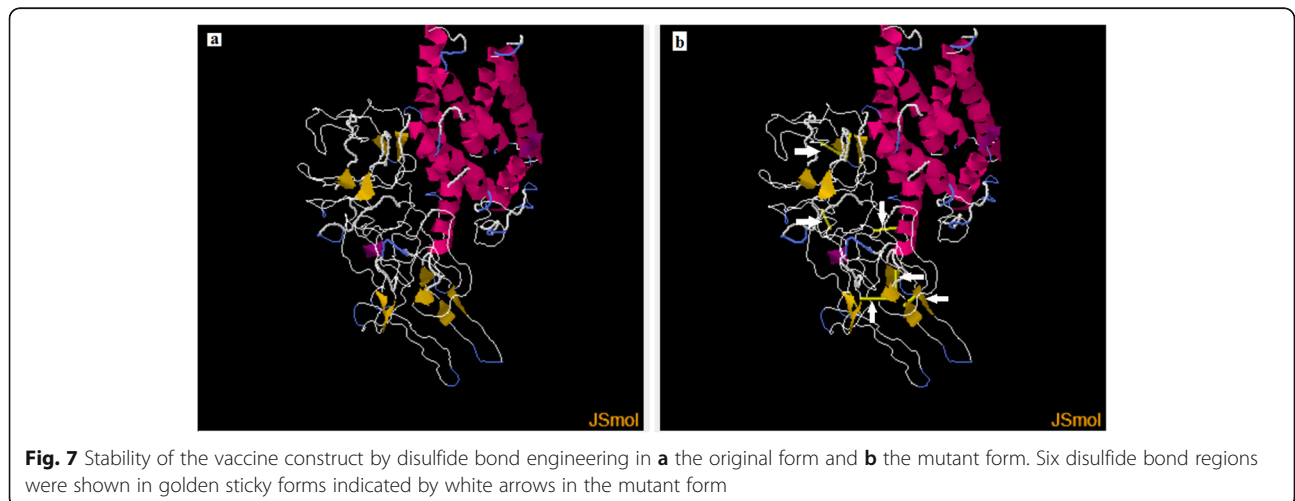 a
b
JSmol
JSmol
Fig. 7 Stability of the vaccine construct by disulfide bond engineering in a the original form and b the mutant form. Six disulfide bond regions
were shown in golden sticky forms indicated by white arrows in the mutant form